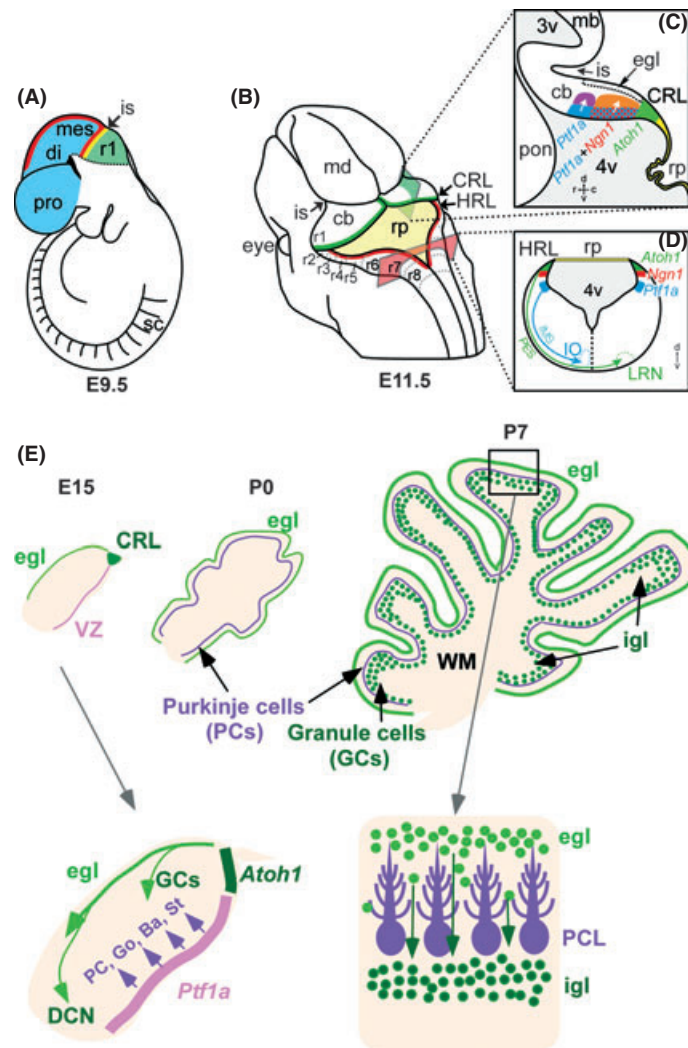 (A)
is
mes
di
r1
pro
sc
E9.5
(B)
md
is
cb
r1
r2
r3
r4
r5
r6
r7
r8
rp
eye
CRL
HRL
E11.5
(C)
3v
mb
is
egl
cb
CRL
Ptf1a
Ptf1a+Ngn1
Atoh1
pon
4v
rp
d
r c
v
(D)
HRL
rp
Atoh1
Ngn1
Ptf1a
4v
IMS
IO
PES
LRN
d
v
(E)
E15
P0
P7
egl
CRL
VZ
egl
egl
WM
igl
Purkinje cells
(PCs)
Granule cells
(GCs)
egl
GCs
Atoh1
PC, Go, Ba, St
Ptf1a
DCN
egl
PCL
igl